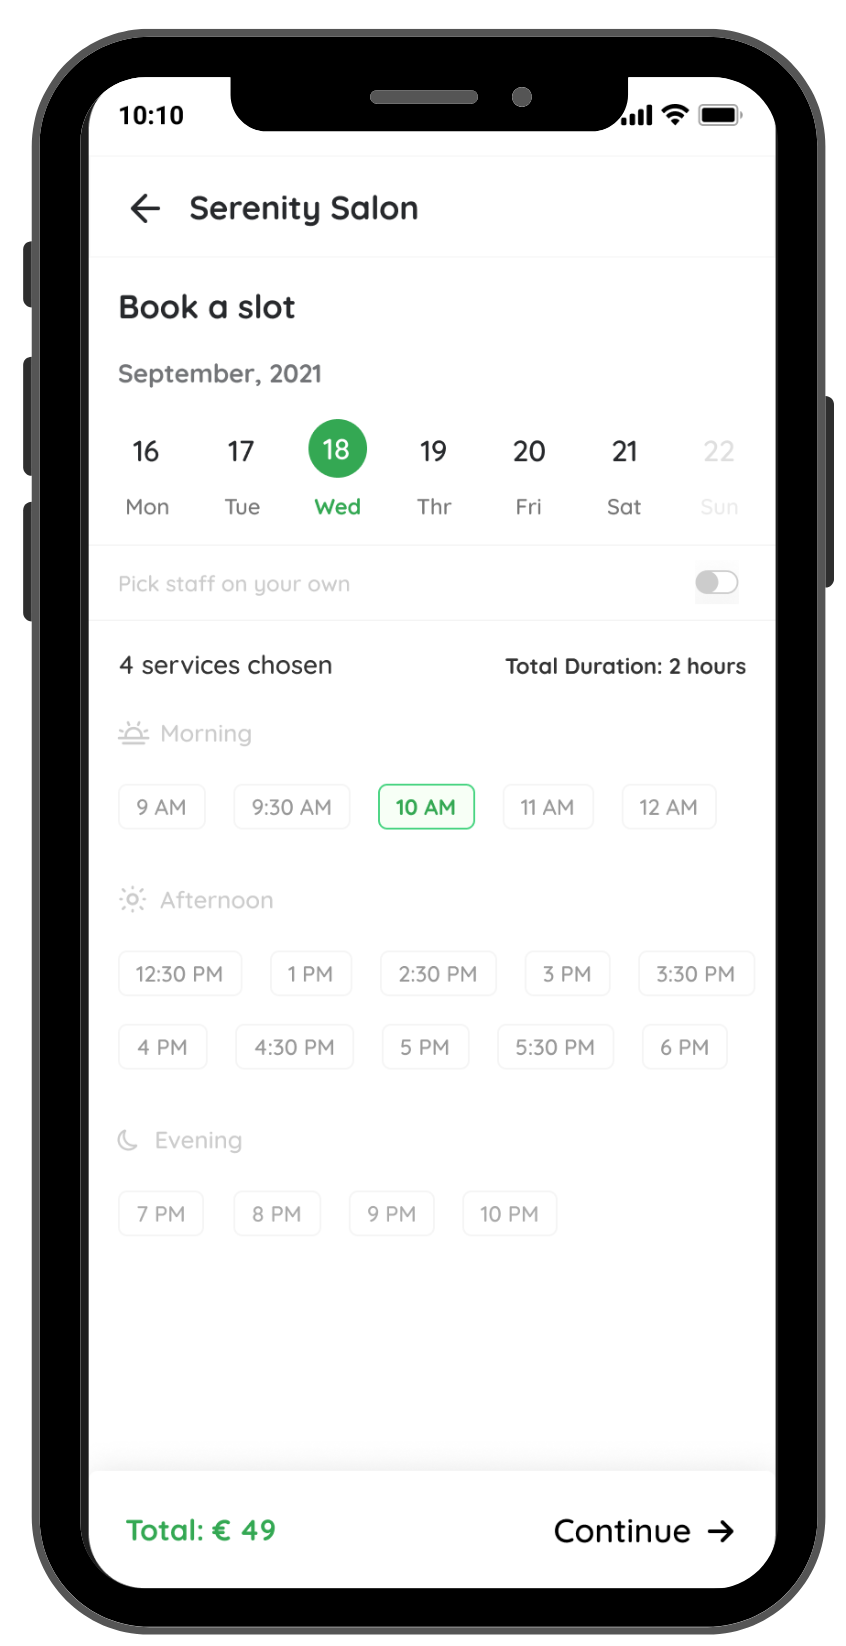 10:10
Serenity Salon
Book a slot
September, 2021
16 17 18 19 20 21 22
Mon Tue Wed Thr Fri Sat Sun
Pick staff on your own
4 services chosen Total Duration: 2 hours
Morning
9 AM 9:30 AM 10 AM 11 AM 12 AM
Afternoon
12:30 PM 1 PM 2:30 PM 3 PM 3:30 PM
4 PM 4:30 PM 5 PM 5:30 PM 6 PM
Evening
7 PM 8 PM 9 PM 10 PM
Total: € 49 Continue →